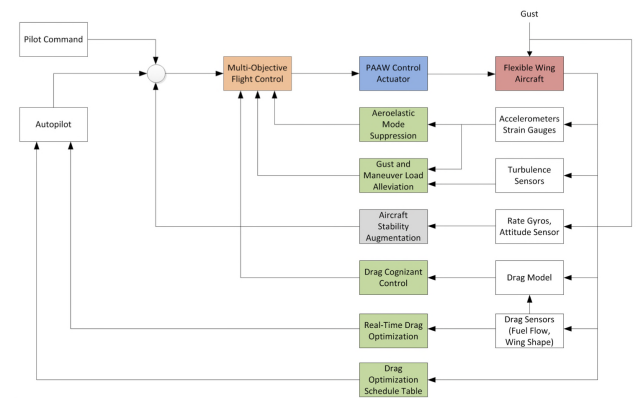 Gust
Pilot Command
Multi-Objective
Flight Control
PAAW Control
Actuator
Flexible Wing
Aircraft
Autopilot
Aeroelastic
Mode
Suppression
Accelerometers
Strain Gauges
Gust and
Maneuver Load
Alleviation
Turbulence
Sensors
Aircraft
Stability
Augmentation
Rate Gyros,
Attitude Sensor
Drag Cognizant
Control
Drag Model
Real-Time Drag
Optimization
Drag Sensors
(Fuel Flow,
Wing Shape)
Drag
Optimization
Schedule Table